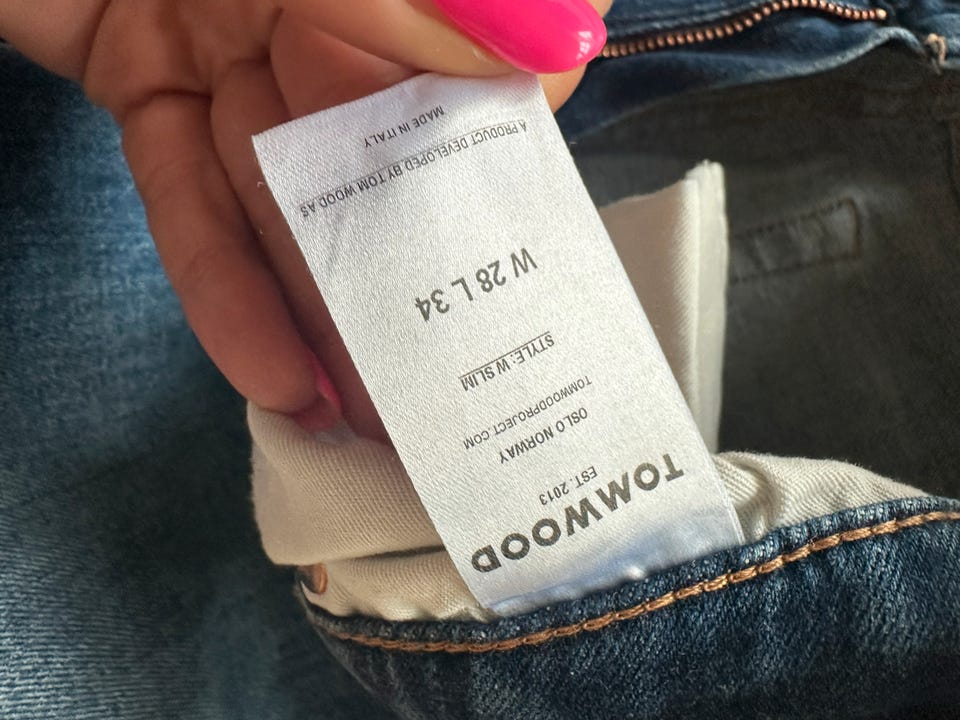 TOMWOOD
EST. 2013
OSLO NORWAY
TOMWOODPROJECT.COM
STYLE: W SLIM
W 28 L 34
A PRODUCT DEVELOPED BY TOM WOOD AS
MADE IN ITALY